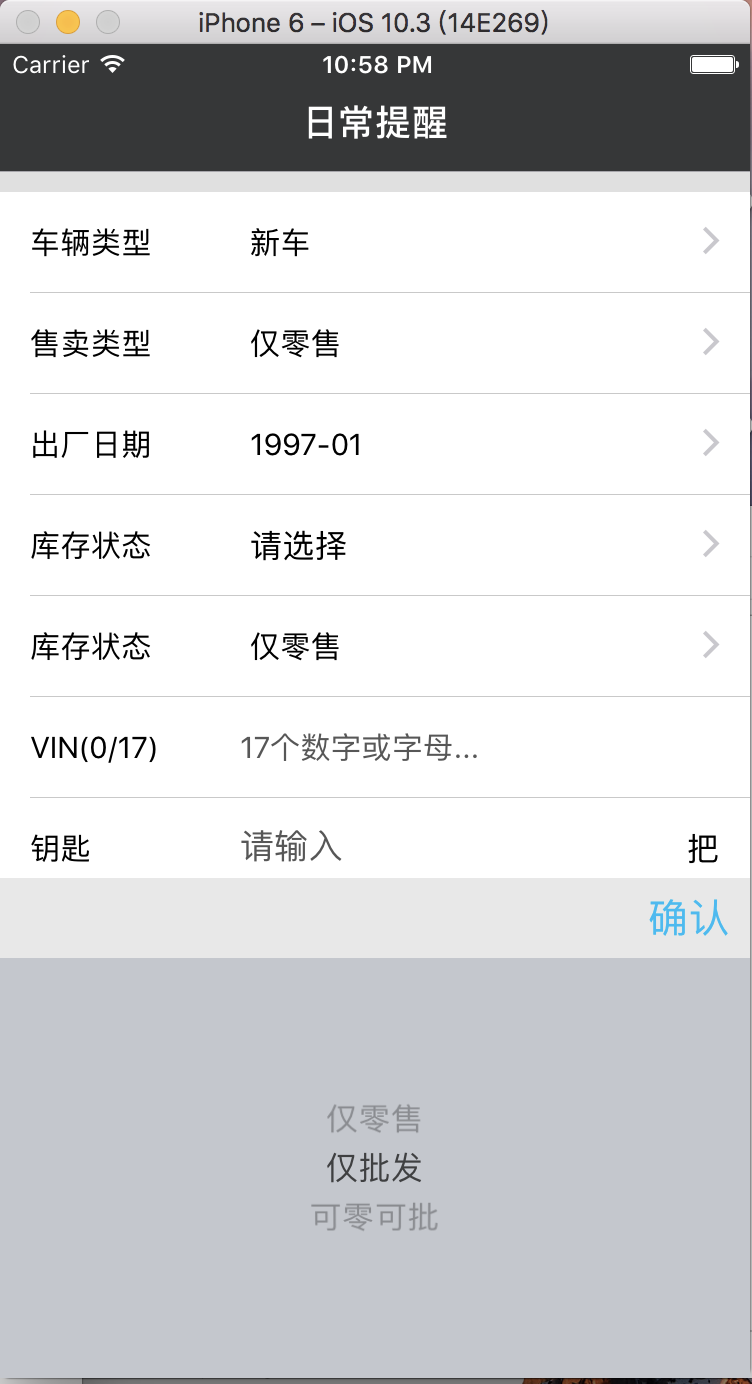 iPhone 6 – iOS 10.3 (14E269)
Carrier 10:58 PM
日常提醒
车辆类型 新车
售卖类型 仅零售
出厂日期 1997-01
库存状态 请选择
库存状态 仅零售
VIN(0/17) 17个数字或字母...
钥匙 请输入 把
确认
仅零售
仅批发
可零可批